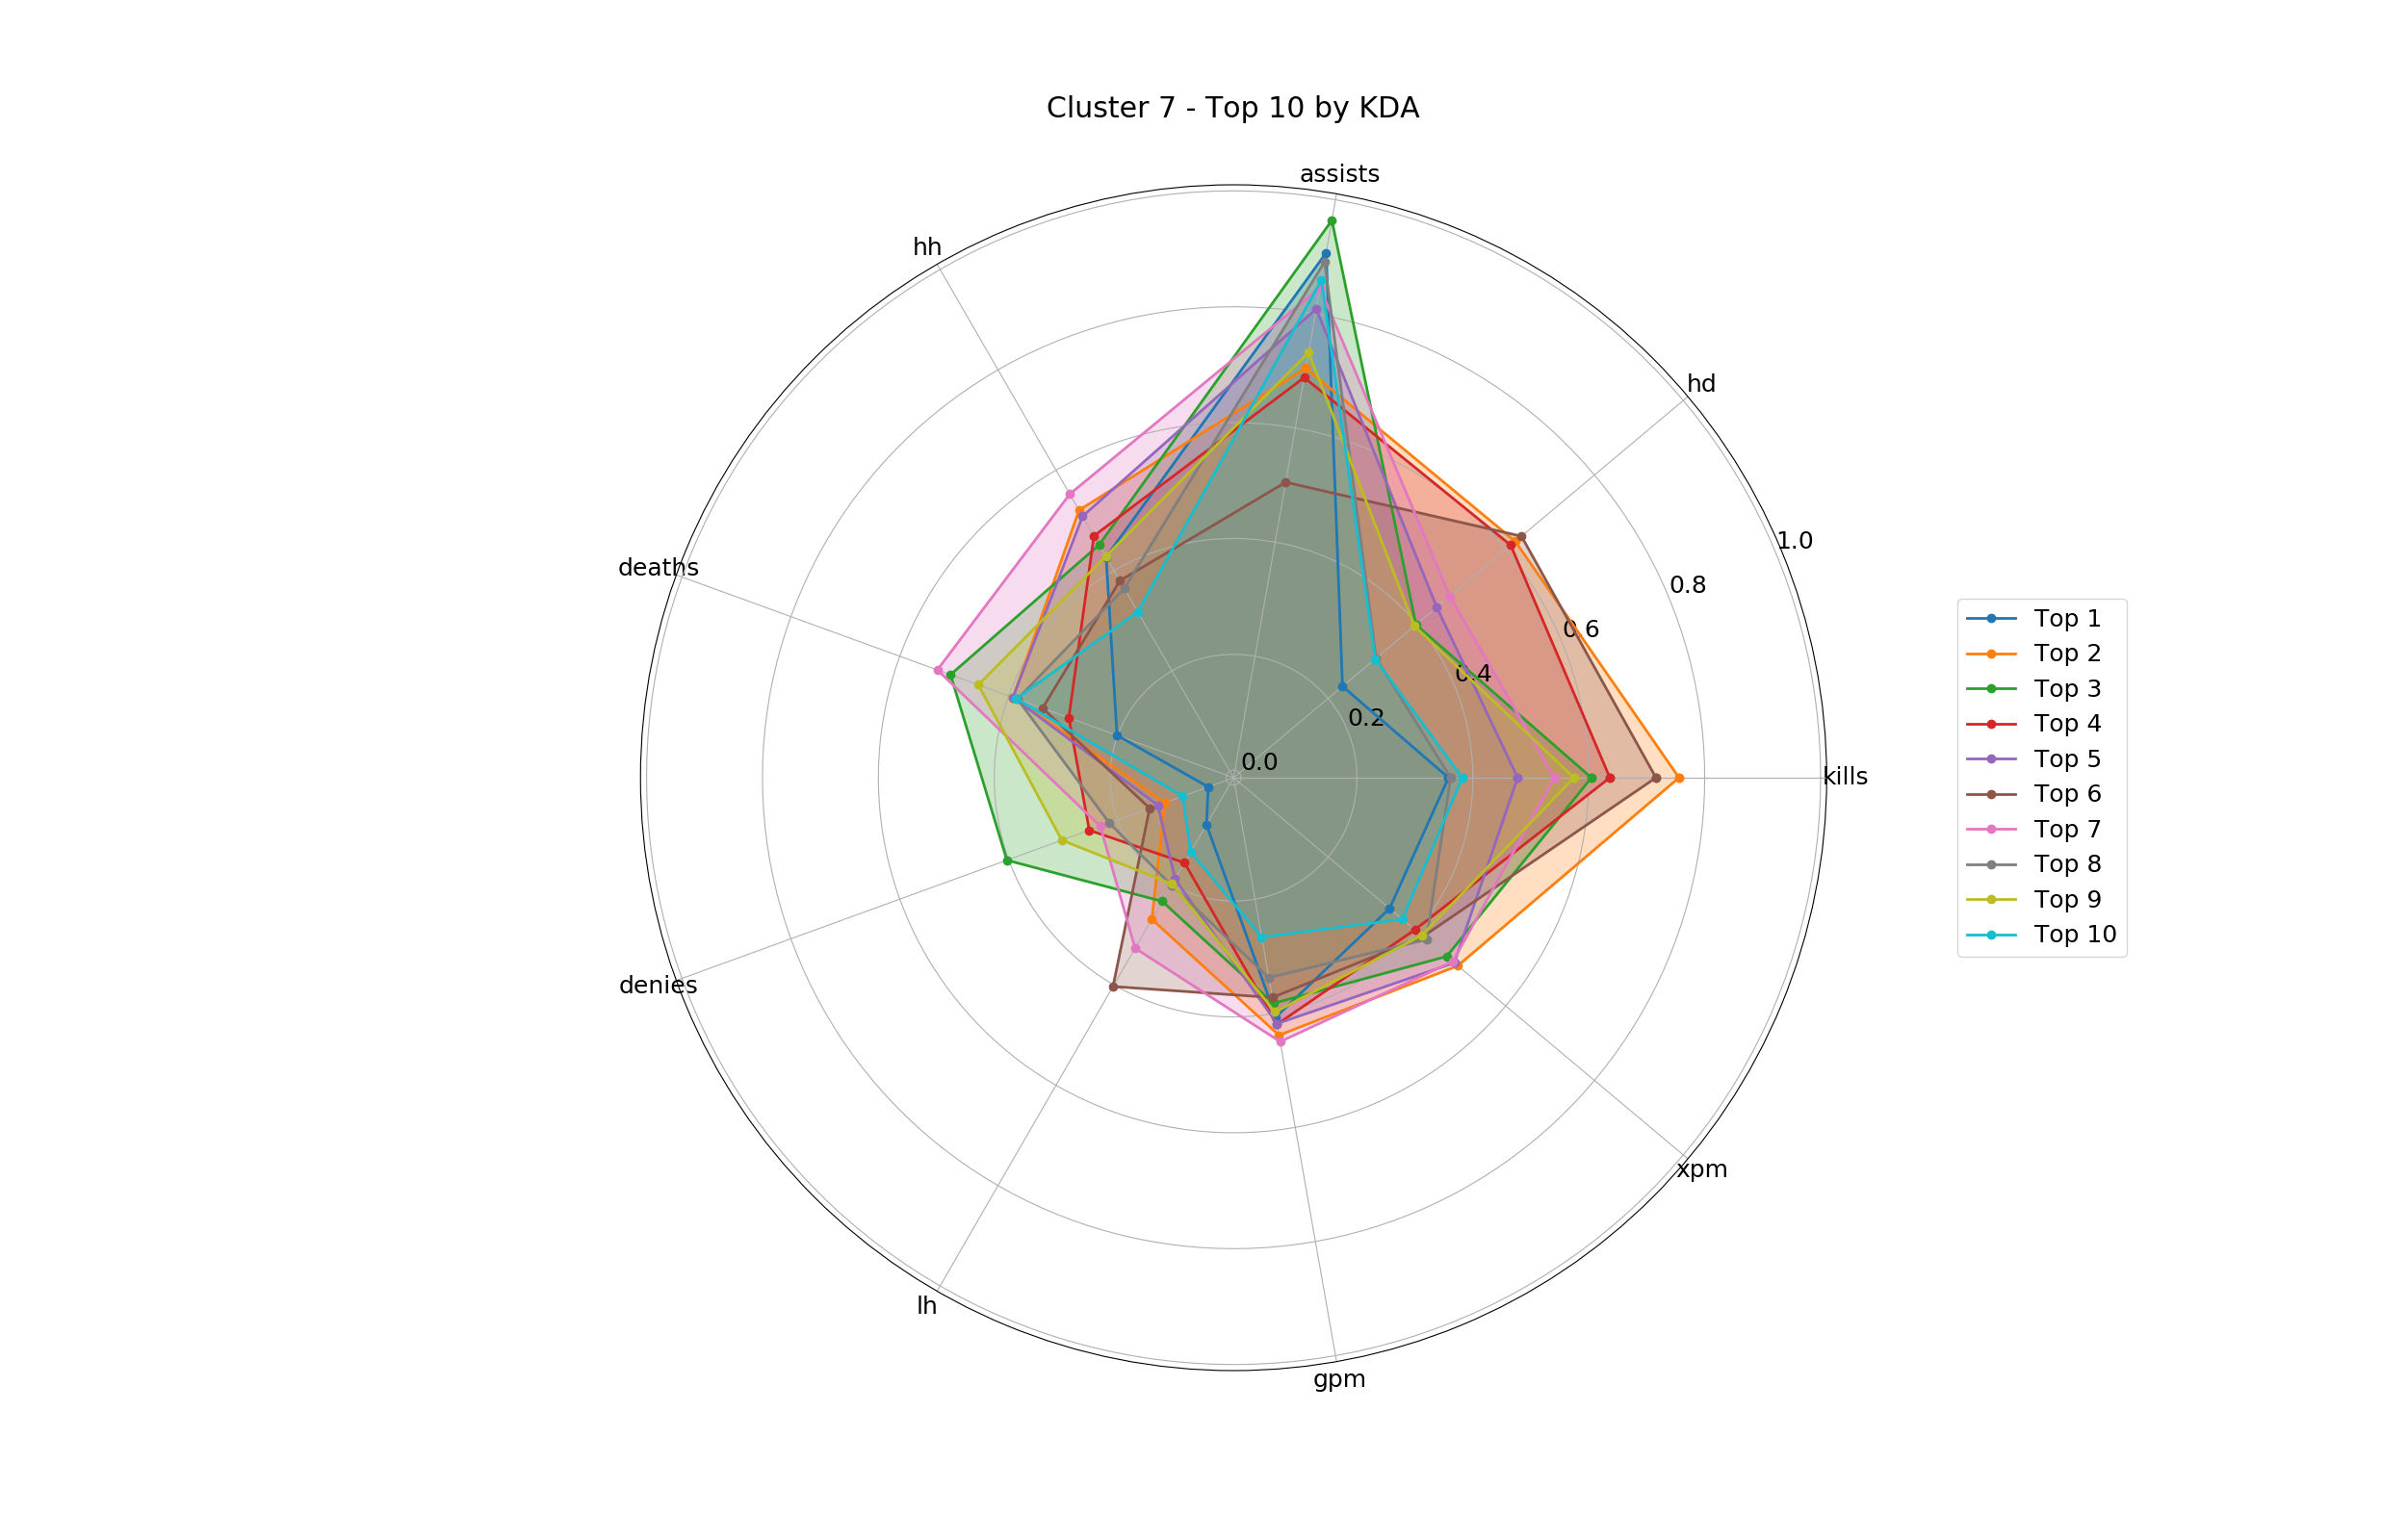 Cluster 7 - Top 10 by KDA
assists
hh
hd
deaths
1.0
0.8
0.6
0.4
0.2
0.0
kills
denies
xpm
lh
gpm
Top 1
Top 2
Top 3
Top 4
Top 5
Top 6
Top 7
Top 8
Top 9
Top 10